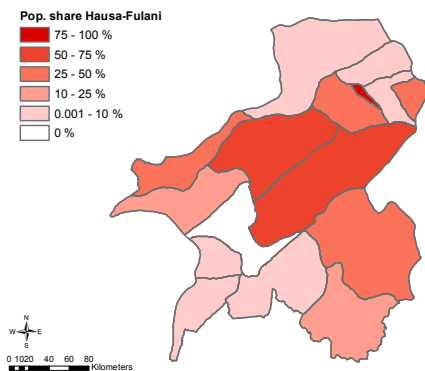 Pop. share Hausa-Fulani
75 - 100 %
50 - 75 %
25 - 50 %
10 - 25 %
0.001 - 10 %
0 %
N
W E
S
0 1020 40 60 80
Kilometers